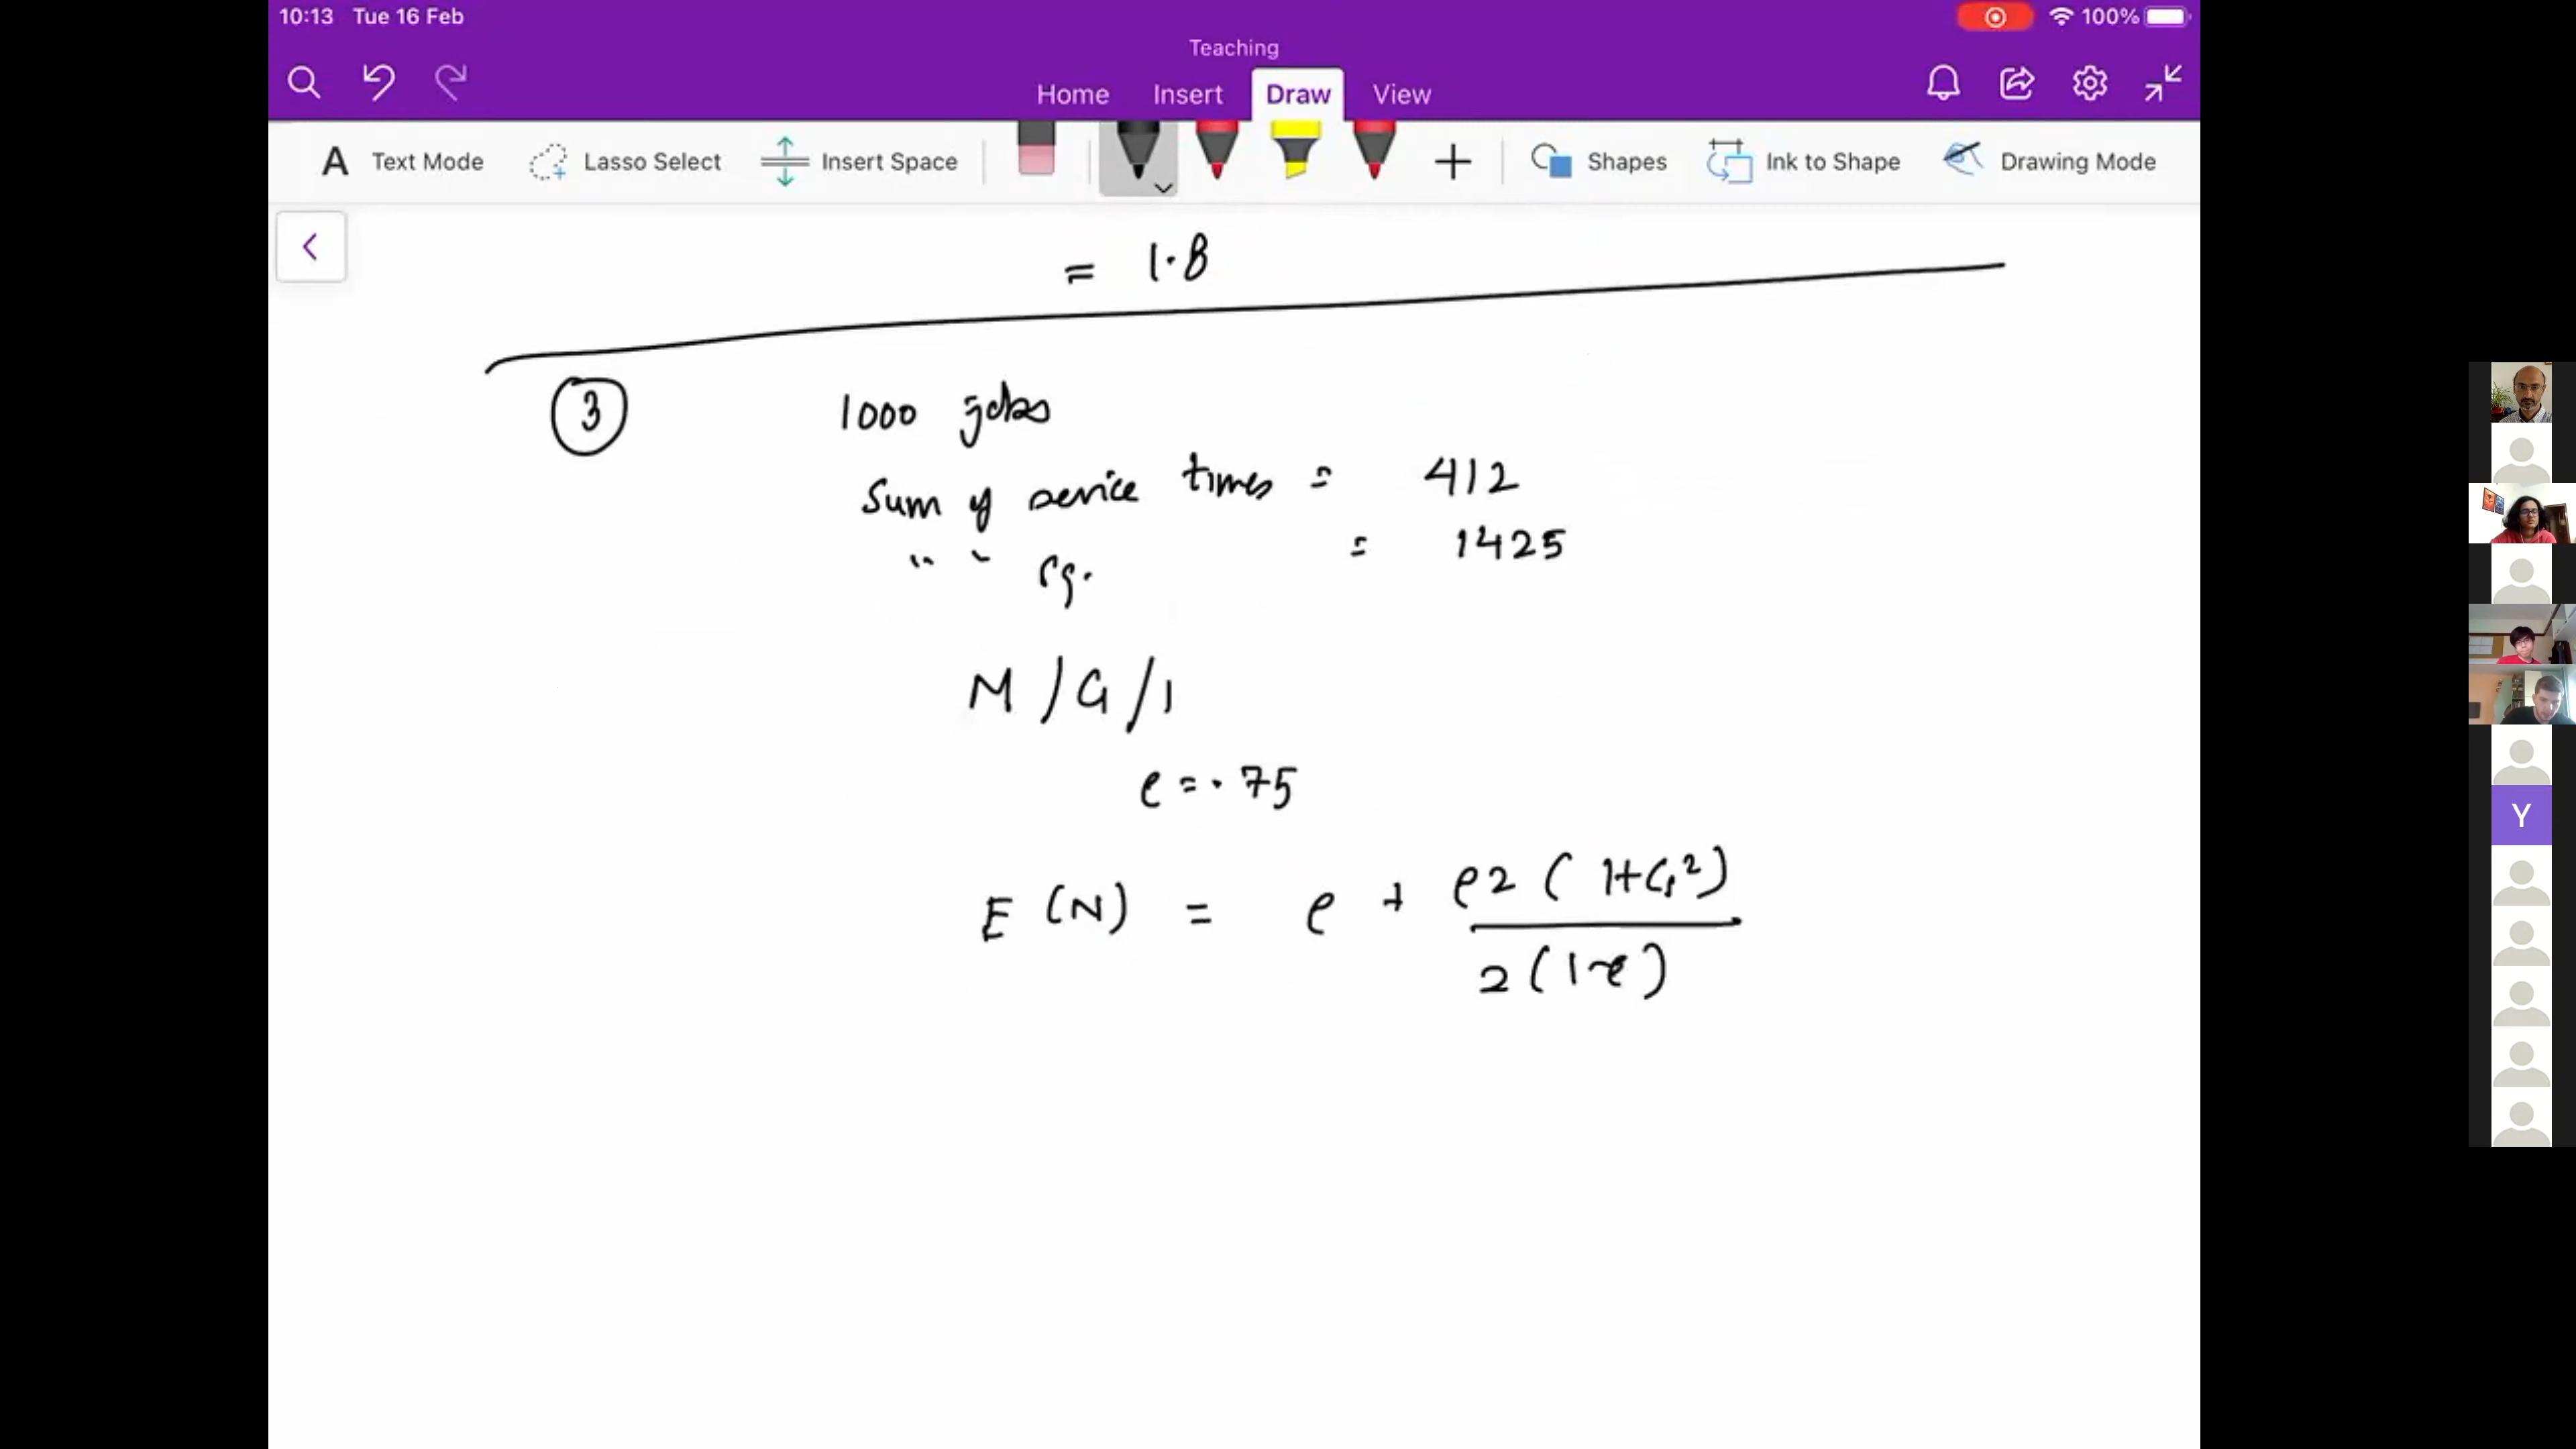 10:13 Tue 16 Feb
100%
Teaching
Home Insert Draw View
A Text Mode Lasso Select Insert Space Shapes Ink to Shape Drawing Mode
= 1.8
3 1000 jobs
Sum of service times = 412
" " sq. = 1425
M/G/1
ρ = .75
E(N) = ρ + ρ2(1+Cs²)
2(1-ρ)
Y